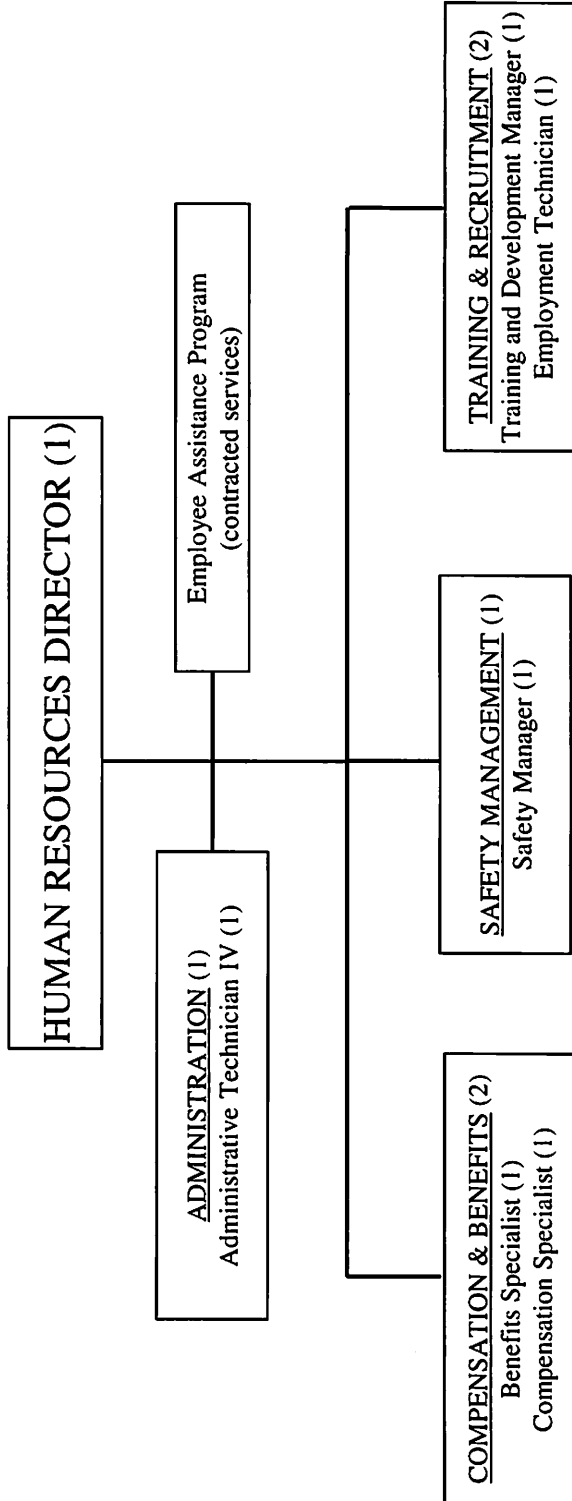 HUMAN RESOURCES DIRECTOR (1)
ADMINISTRATION (1)
Administrative Technician IV (1)
Employee Assistance Program
(contracted services)
COMPENSATION & BENEFITS (2)
Benefits Specialist (1)
Compensation Specialist (1)
SAFETY MANAGEMENT (1)
Safety Manager (1)
TRAINING & RECRUITMENT (2)
Training and Development Manager (1)
Employment Technician (1)